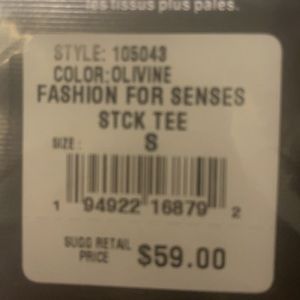 les tissus plus pales.
STYLE: 105043
COLOR:OLIVINE
FASHION FOR SENSES
STCK TEE
SIZE: S
1 94922 16879 2
SUGG RETAIL
PRICE $59.00